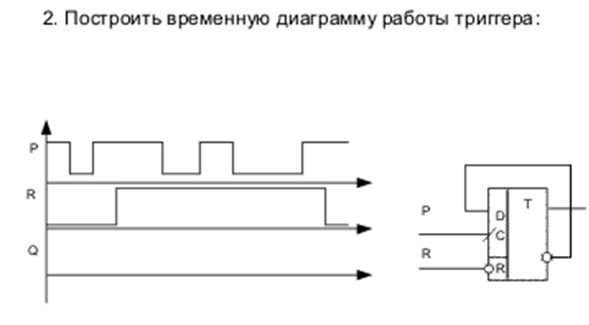 2. Построить временную диаграмму работы триггера:
P
R
Q
P
R
D
C
R
T